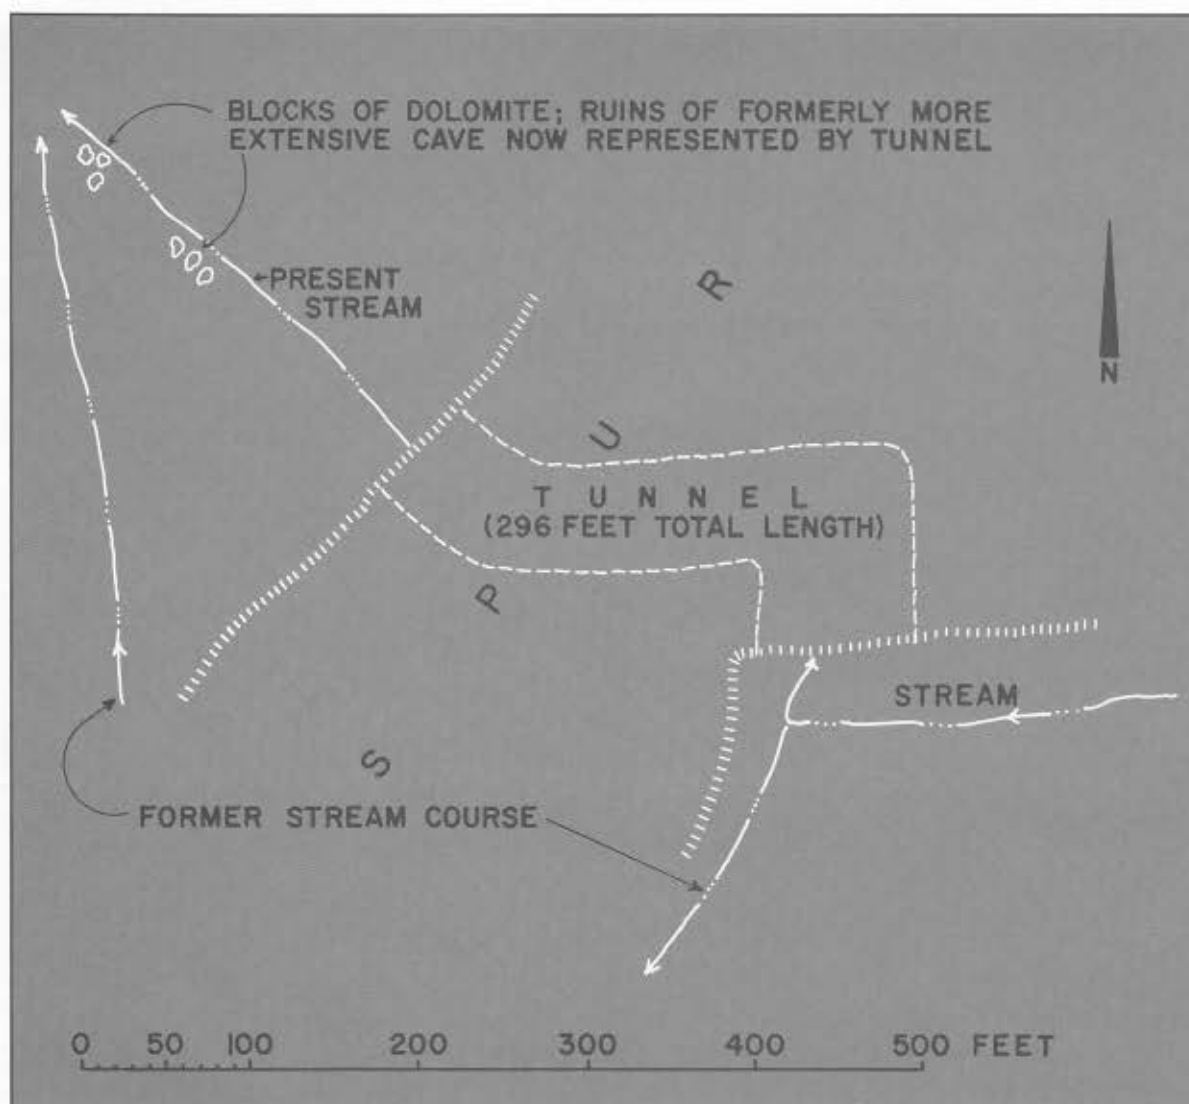 BLOCKS OF DOLOMITE; RUINS OF FORMERLY MORE
EXTENSIVE CAVE NOW REPRESENTED BY TUNNEL
PRESENT
STREAM
R
N
U
TUNNEL
(296 FEET TOTAL LENGTH)
P
STREAM
S
FORMER STREAM COURSE
0 50 100 200 300 400 500 FEET